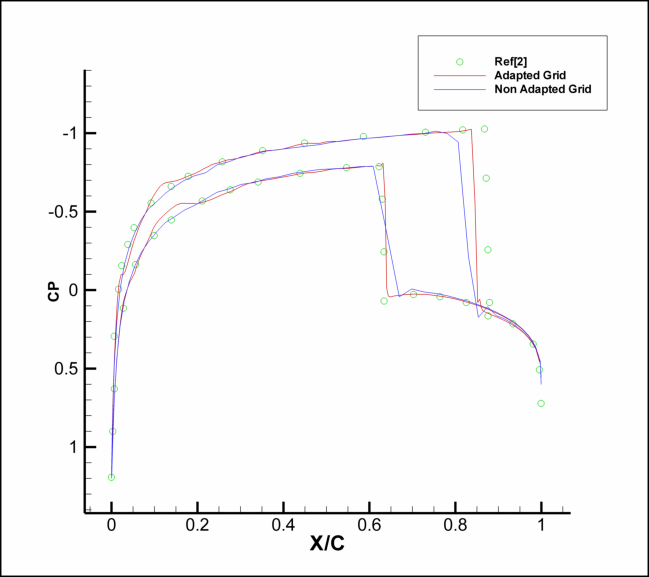 Ref[2]
Adapted Grid
Non Adapted Grid
-1
-0.5
0
0.5
1
CP
0 0.2 0.4 0.6 0.8 1
X/C